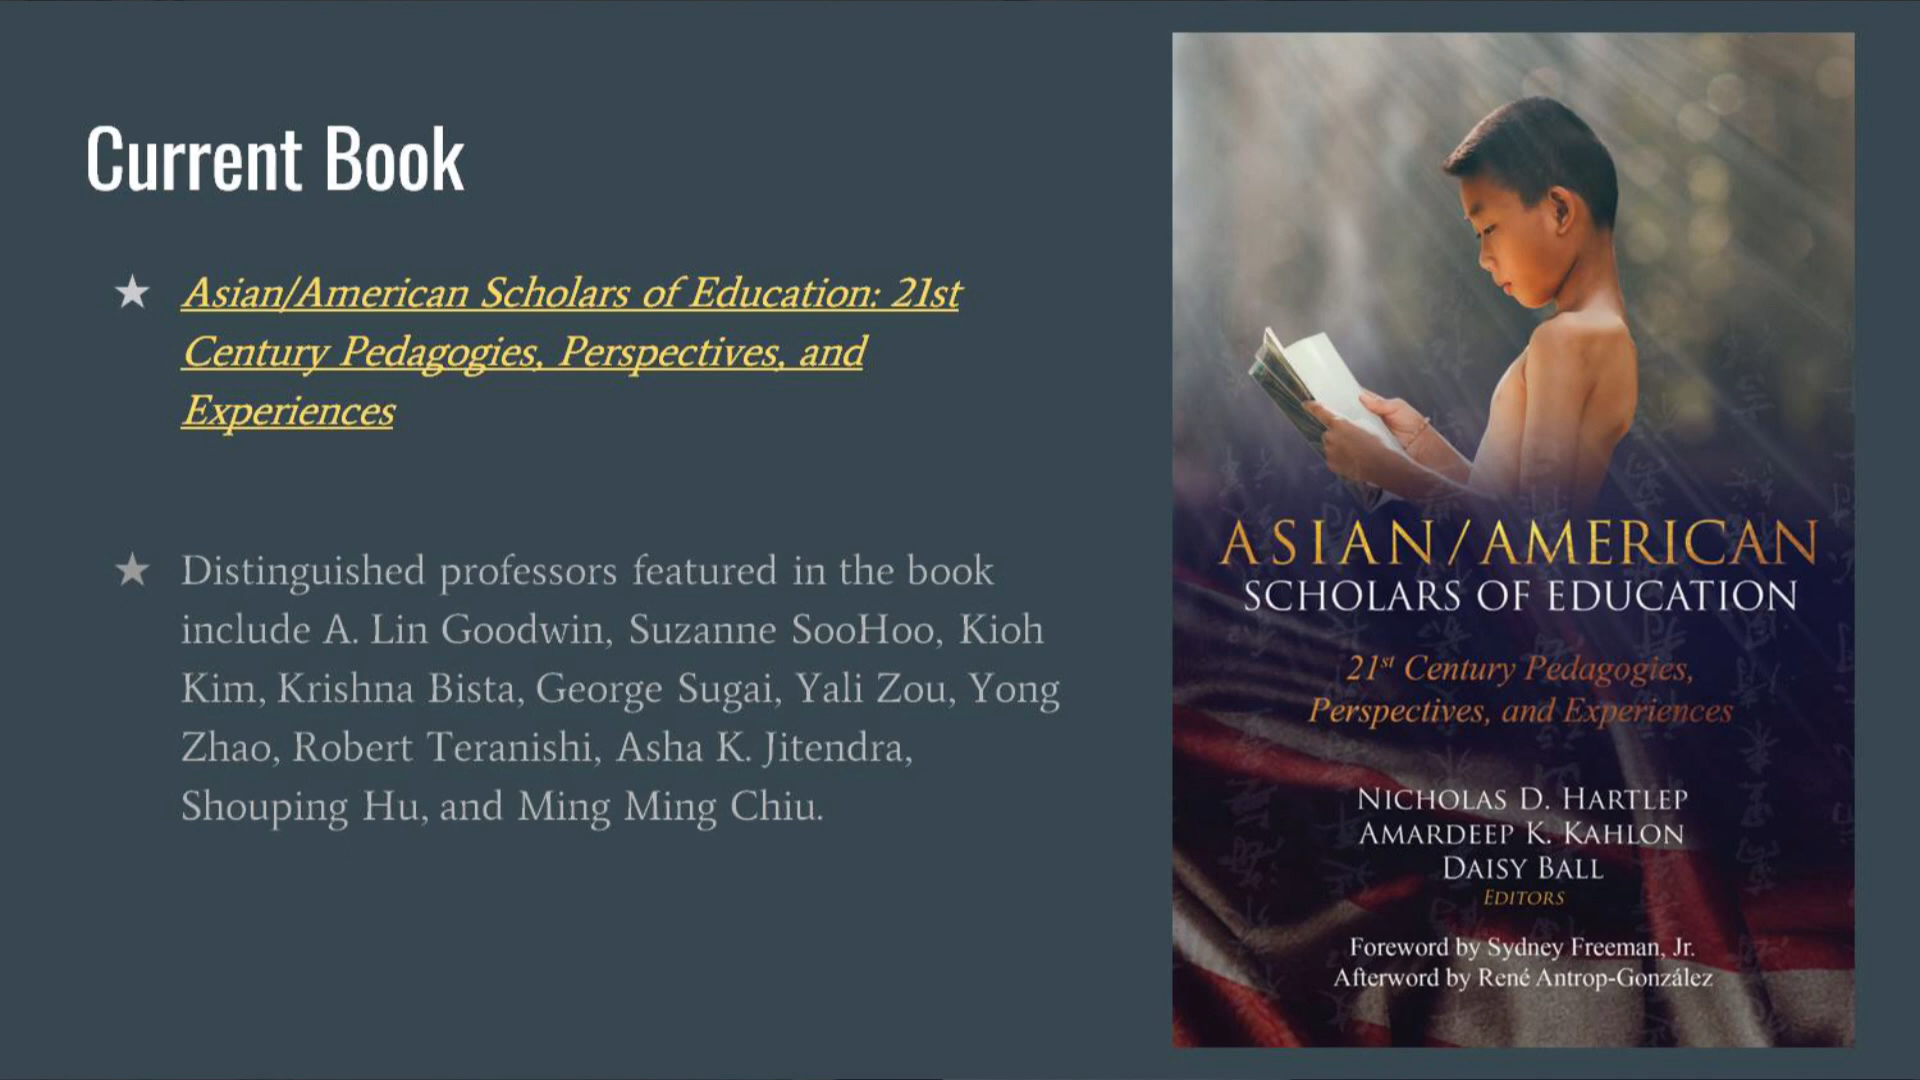 Current Book
★ Asian/American Scholars of Education: 21st
Century Pedagogies, Perspectives, and
Experiences
★ Distinguished professors featured in the book
include A. Lin Goodwin, Suzanne SooHoo, Kioh
Kim, Krishna Bista, George Sugai, Yali Zou, Yong
Zhao, Robert Teranishi, Asha K. Jitendra,
Shouping Hu, and Ming Ming Chiu.
ASIAN/AMERICAN
SCHOLARS OF EDUCATION
21st Century Pedagogies,
Perspectives, and Experiences
NICHOLAS D. HARTLEP
AMARDEEP K. KAHLON
DAISY BALL
EDITORS
Foreword by Sydney Freeman, Jr.
Afterword by René Antrop-González